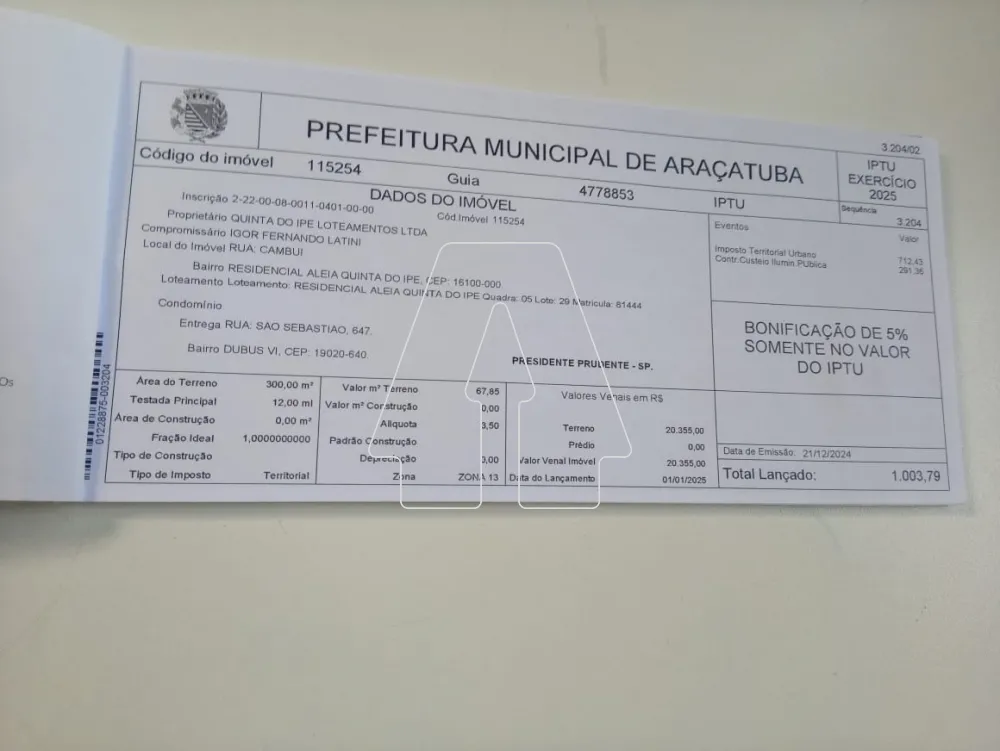 3.204/02
PREFEITURA MUNICIPAL DE ARAÇATUBA
IPTU
EXERCÍCIO
2025
Código do imóvel 115254 Guia 4778853 IPTU
Sequência
3.204
DADOS DO IMÓVEL
Inscrição 2-22-00-08-0011-0401-00-00 Cód.Imóvel 115254
Proprietário QUINTA DO IPE LOTEAMENTOS LTDA
Compromissário IGOR FERNANDO LATINI
Local do Imóvel RUA: CAMBUI
Bairro RESIDENCIAL ALEIA QUINTA DO IPE, CEP: 16100-000
Loteamento Loteamento: RESIDENCIAL ALEIA QUINTA DO IPE Quadra: 05 Lote: 29 Matricula: 81444
Condomínio
Entrega RUA: SAO SEBASTIAO, 647.
Bairro DUBUS VI, CEP: 19020-640.
PRESIDENTE PRUDENTE - SP.
Eventos Valor
Imposto Territorial Urbano 712,43
Contr.Custeio Ilumin.PUblica 291,36
BONIFICAÇÃO DE 5%
SOMENTE NO VALOR
DO IPTU
Área do Terreno 300,00 m²
Testada Principal 12,00 ml
Área de Construção 0,00 m²
Fração Ideal 1,0000000000
Tipo de Construção
Tipo de Imposto Territorial
Valor m² Terreno 67,85
Valor m² Construção 0,00
Aliquota 3,50
Padrão Construção
Depreciação 0,00
Zona ZONA 13
Valores Venais em R$
Terreno 20.355,00
Prédio 0,00
Valor Venal Imóvel 20.355,00
Data do Lançamento 01/01/2025
Data de Emissão: 21/12/2024
Total Lançado: 1.003,79
01228875-003204
Os